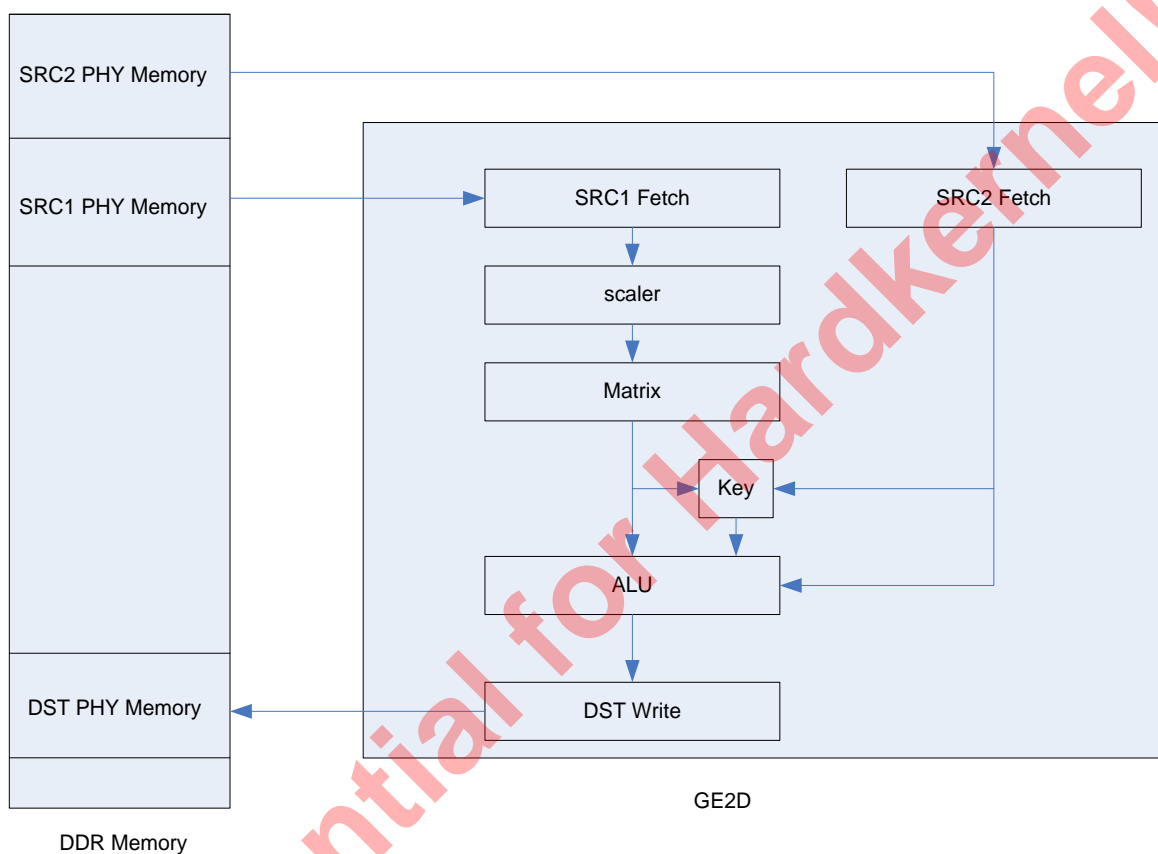 SRC2 PHY Memory
SRC1 PHY Memory
SRC1 Fetch
SRC2 Fetch
scaler
Matrix
Key
ALU
DST PHY Memory
DST Write
GE2D
DDR Memory
ntial for Hardkernel